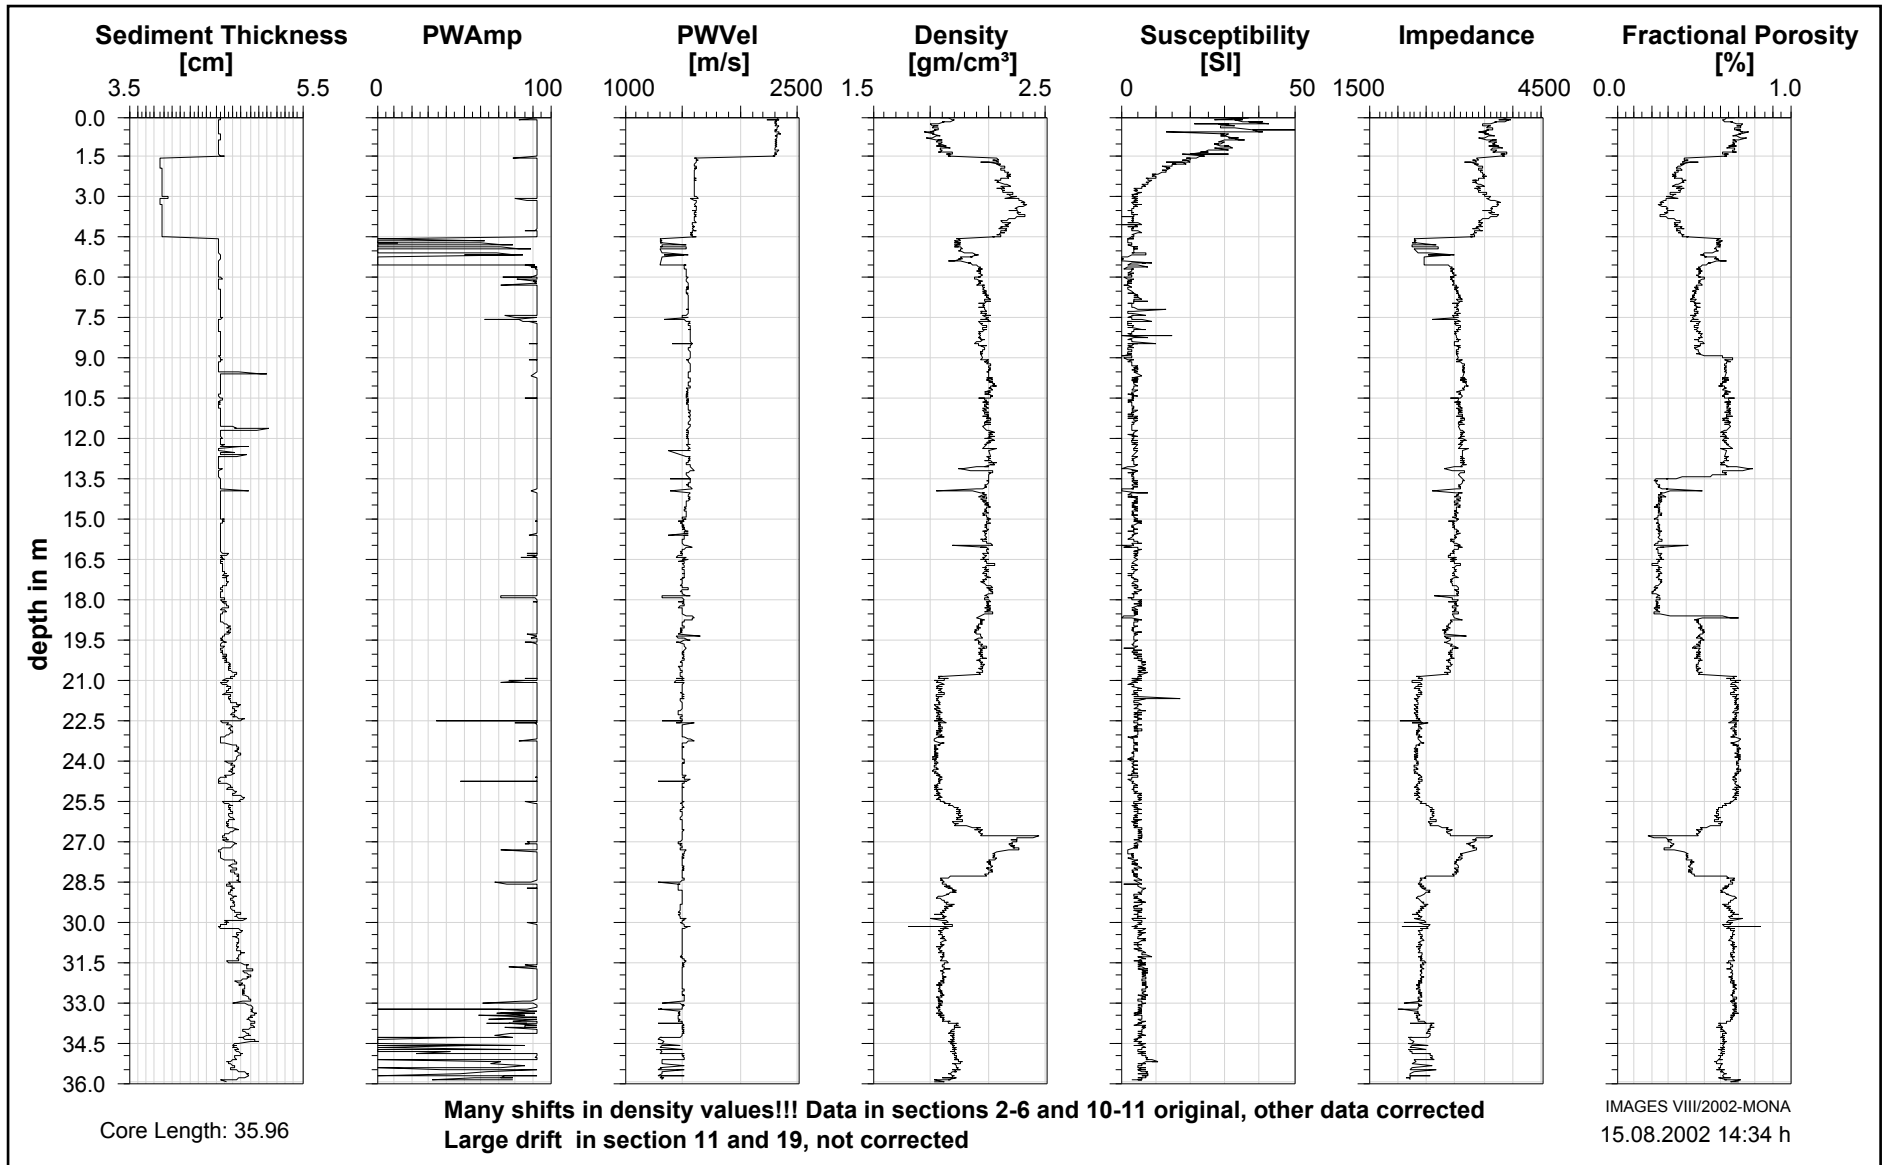 Sediment Thickness PWAmp PWVel Density Susceptibility Impedance Fractional Porosity
[cm] [m/s] [gm/cm³] [SI] [%]
3.5 5.5 0 100 1000 2500 1.5 2.5 0 50 15000 4500 0.0 1.0
0.0
1.5
3.0
4.5
6.0
7.5
9.0
10.5
12.0
13.5
15.0
16.5
18.0
19.5
21.0
22.5
24.0
25.5
27.0
28.5
30.0
31.5
33.0
34.5
36.0
depth in m
Many shifts in density values!!! Data in sections 2-6 and 10-11 original, other data corrected
Large drift in section 11 and 19, not corrected
Core Length: 35.96
IMAGES VIII/2002-MONA
15.08.2002 14:34 h